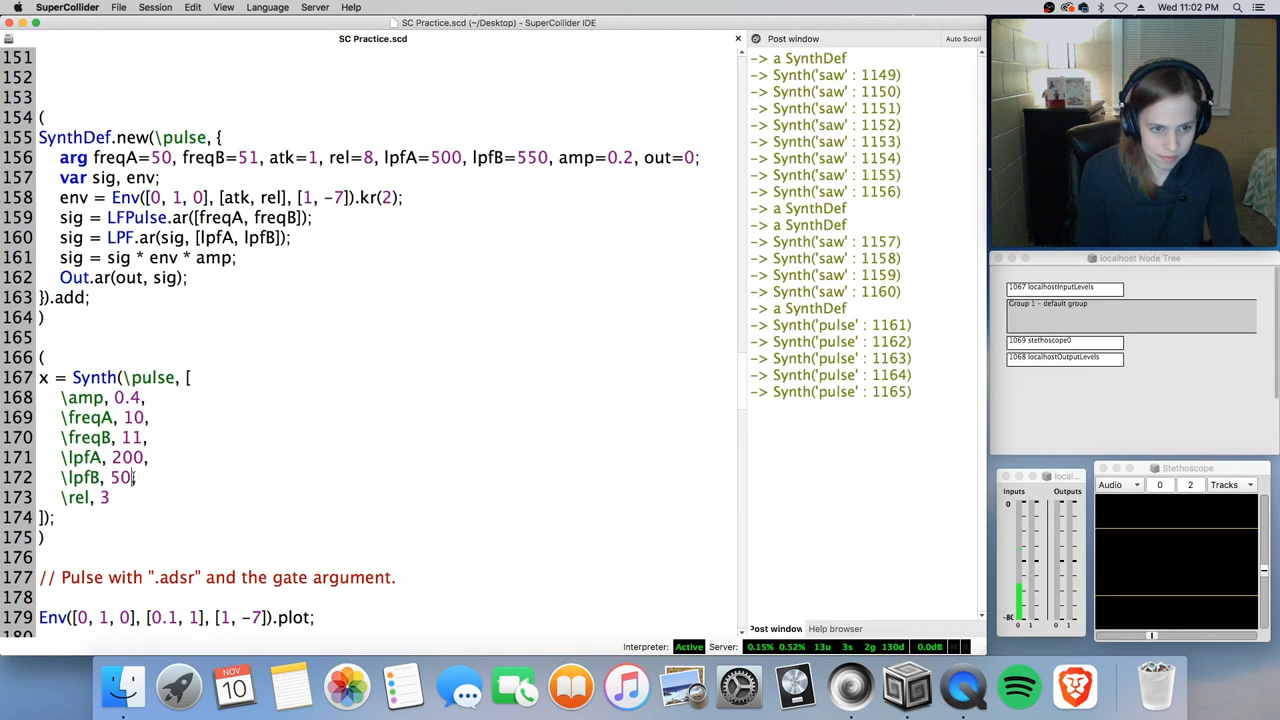 SuperCollider File Session Edit View Language Server Help
Wed 11:02 PM
SC Practice.scd (~/Desktop) - SuperCollider IDE
SC Practice.scd
Post window
Auto Scroll
151
152
153
154 (
155 SynthDef.new(\pulse, {
156 arg freqA=50, freqB=51, atk=1, rel=8, lpfA=500, lpfB=550, amp=0.2, out=0;
157 var sig, env;
158 env = Env([0, 1, 0], [atk, rel], [1, -7]).kr(2);
159 sig = LFPulse.ar([freqA, freqB]);
160 sig = LPF.ar(sig, [lpfA, lpfB]);
161 sig = sig * env * amp;
162 Out.ar(out, sig);
163 }).add;
164 )
165
166 (
167 x = Synth(\pulse, [
168 \amp, 0.4,
169 \freqA, 10,
170 \freqB, 11,
171 \lpfA, 200,
172 \lpfB, 50,
173 \rel, 3
174 ]);
175 )
176
177 // Pulse with ".adsr" and the gate argument.
178
179 Env([0, 1, 0], [0.1, 1], [1, -7]).plot;
-> a SynthDef
-> Synth('saw' : 1149)
-> Synth('saw' : 1150)
-> Synth('saw' : 1151)
-> Synth('saw' : 1152)
-> Synth('saw' : 1153)
-> Synth('saw' : 1154)
-> Synth('saw' : 1155)
-> Synth('saw' : 1156)
-> a SynthDef
-> a SynthDef
-> Synth('saw' : 1157)
-> Synth('saw' : 1158)
-> Synth('saw' : 1159)
-> Synth('saw' : 1160)
-> a SynthDef
-> Synth('pulse' : 1161)
-> Synth('pulse' : 1162)
-> Synth('pulse' : 1163)
-> Synth('pulse' : 1164)
-> Synth('pulse' : 1165)
Post window Help browser
Interpreter: Active Server: 0.15% 0.52% 13u 3s 2g 130d 0.0dB M R
localhost Node Tree
1067 localhostInputLevels
Group 1 - default group
1069 stethoscope0
1068 localhostOutputLevels
local...
Inputs Outputs
0
-80
0 1 0 1
Stethoscope
Audio 0 2 Tracks
NOV
10